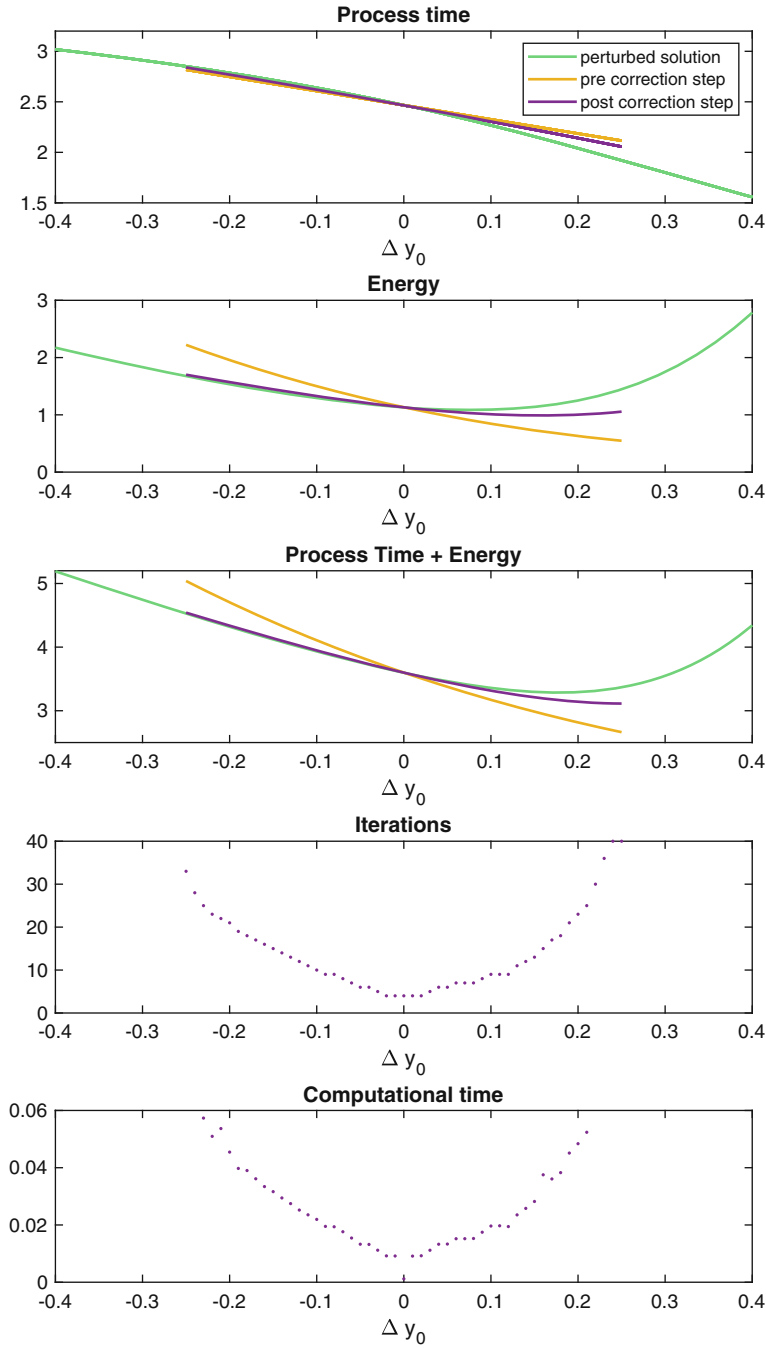 Process time
3
2.5
2
1.5
perturbed solution
pre correction step
post correction step
-0.4 -0.3 -0.2 -0.1 0 0.1 0.2 0.3 0.4
Δ y0
Energy
3
2
1
0
-0.4 -0.3 -0.2 -0.1 0 0.1 0.2 0.3 0.4
Δ y0
Process Time + Energy
5
4
3
-0.4 -0.3 -0.2 -0.1 0 0.1 0.2 0.3 0.4
Δ y0
Iterations
40
30
20
10
0
-0.4 -0.3 -0.2 -0.1 0 0.1 0.2 0.3 0.4
Δ y0
Computational time
0.06
0.04
0.02
0
-0.4 -0.3 -0.2 -0.1 0 0.1 0.2 0.3 0.4
Δ y0